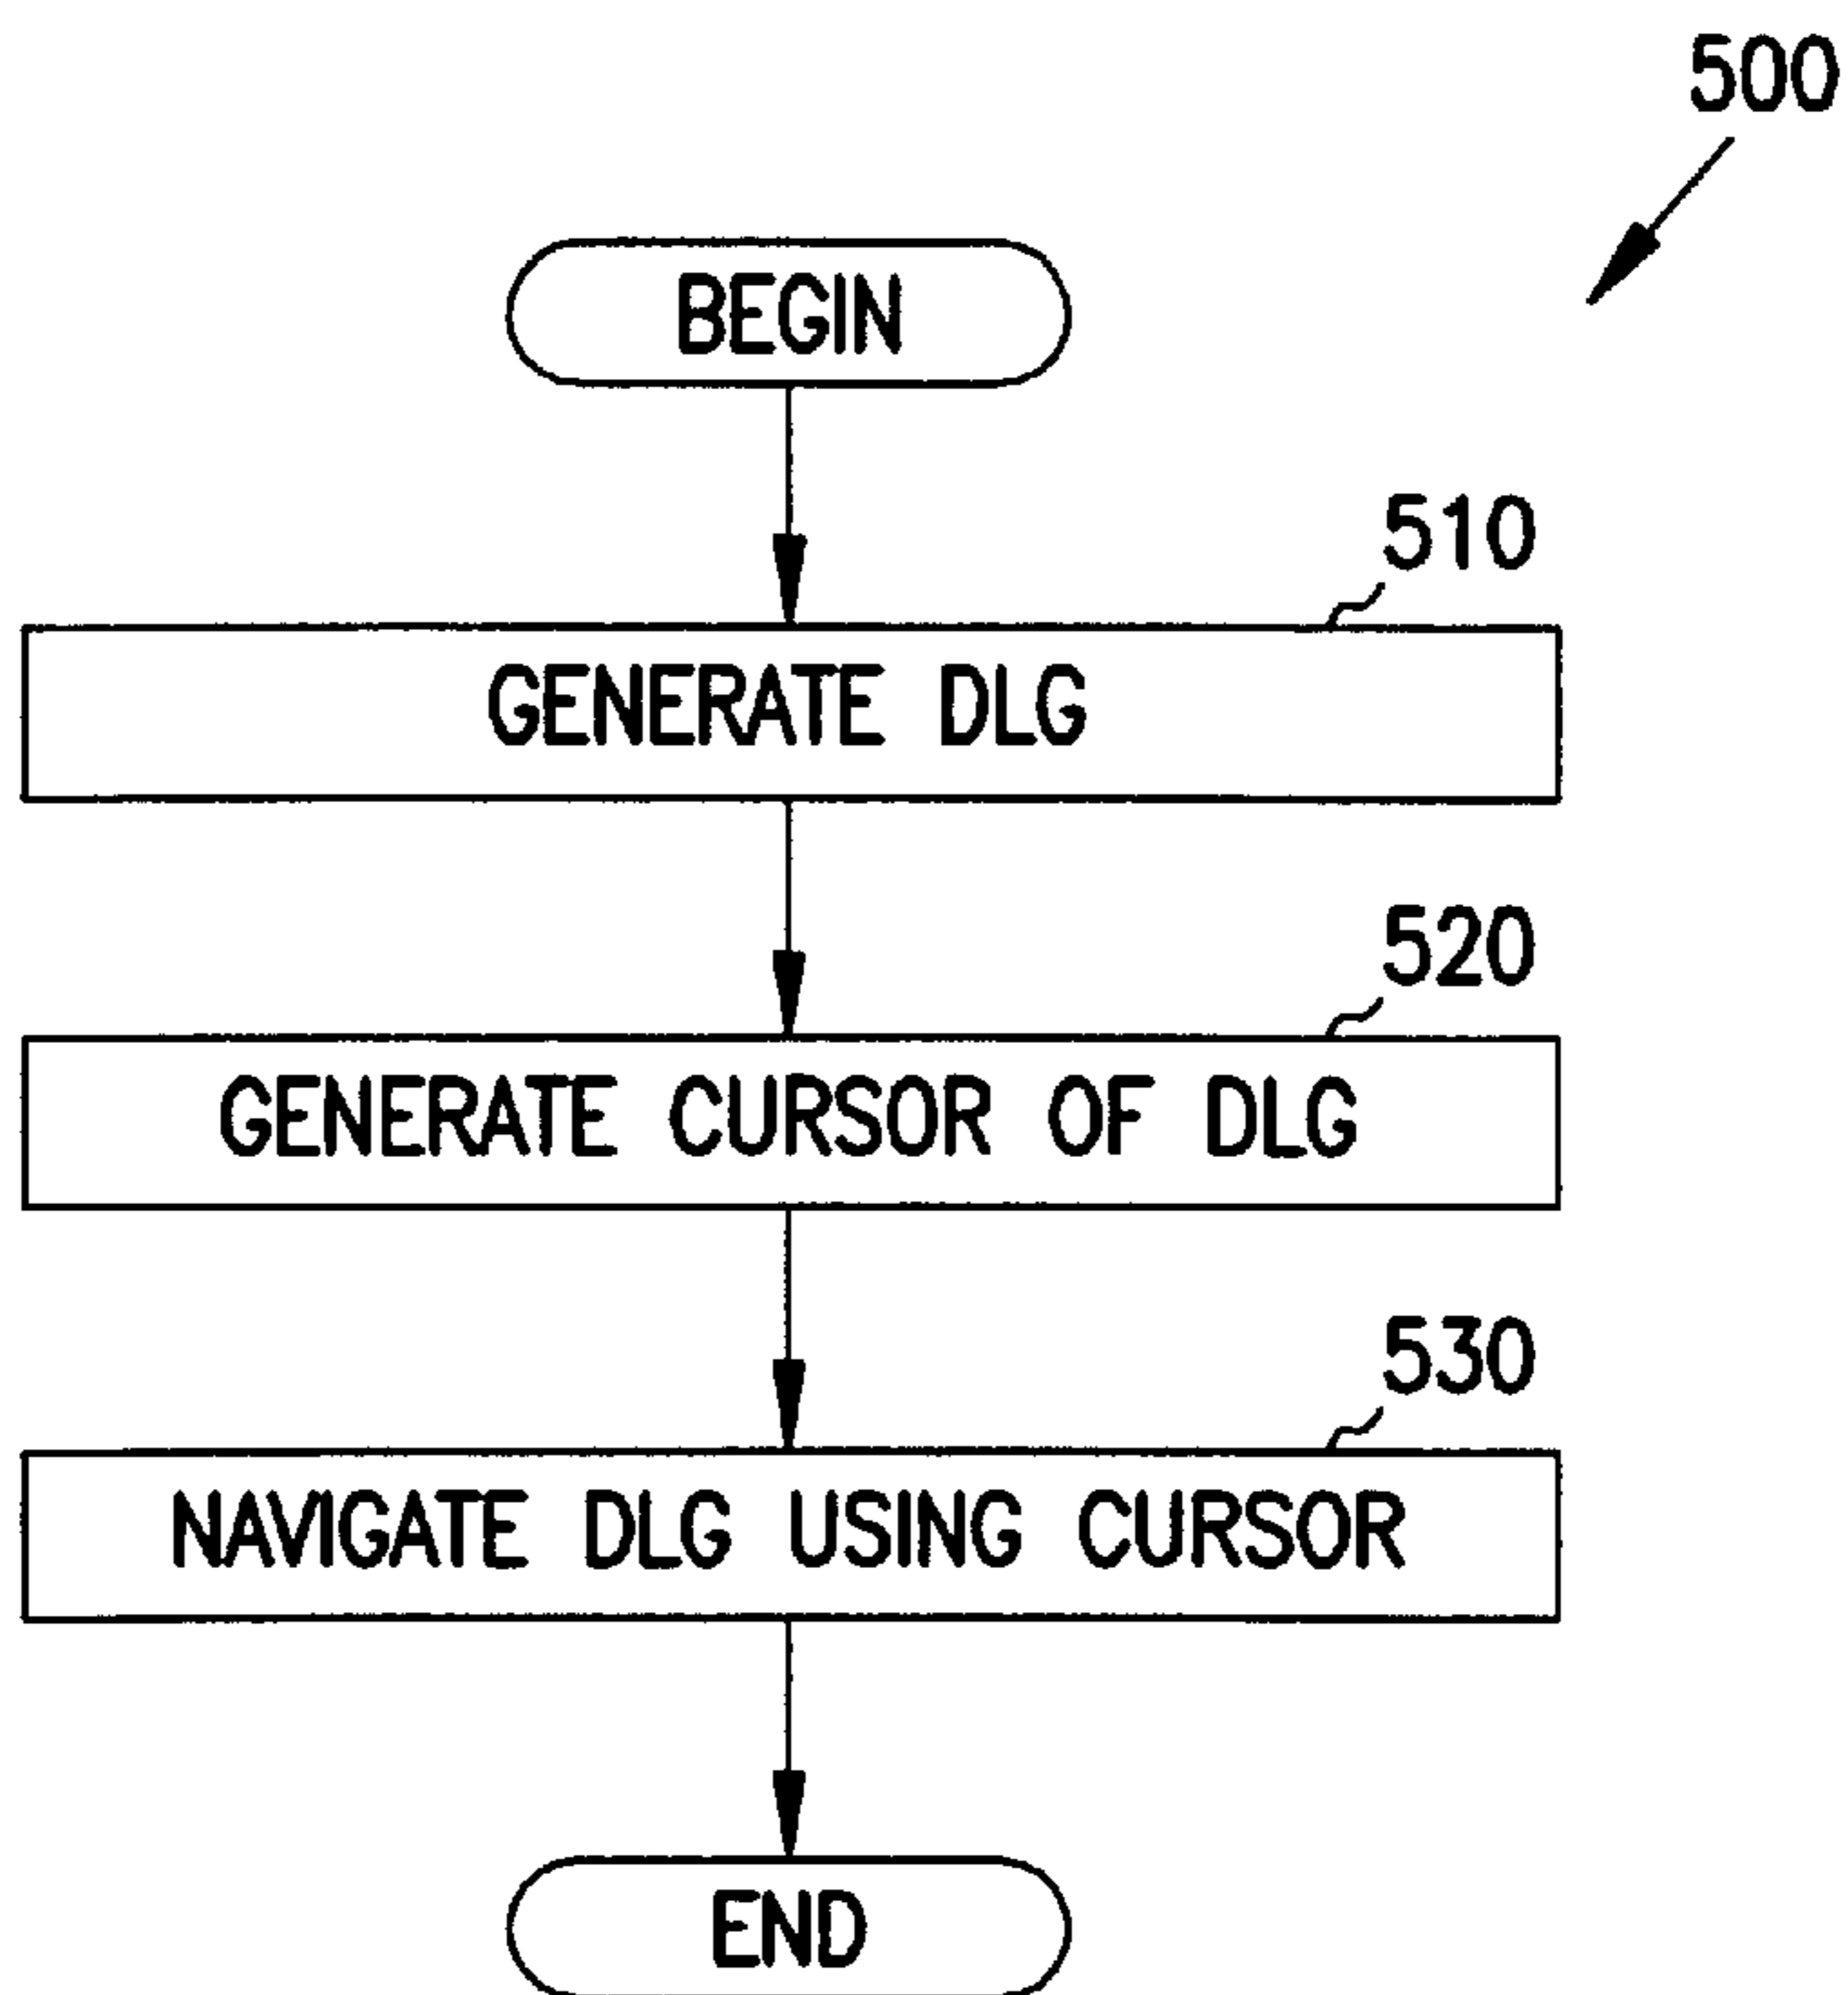 500
BEGIN
510
GENERATE DLG
520
GENERATE CURSOR OF DLG
530
NAVIGATE DLG USING CURSOR
END